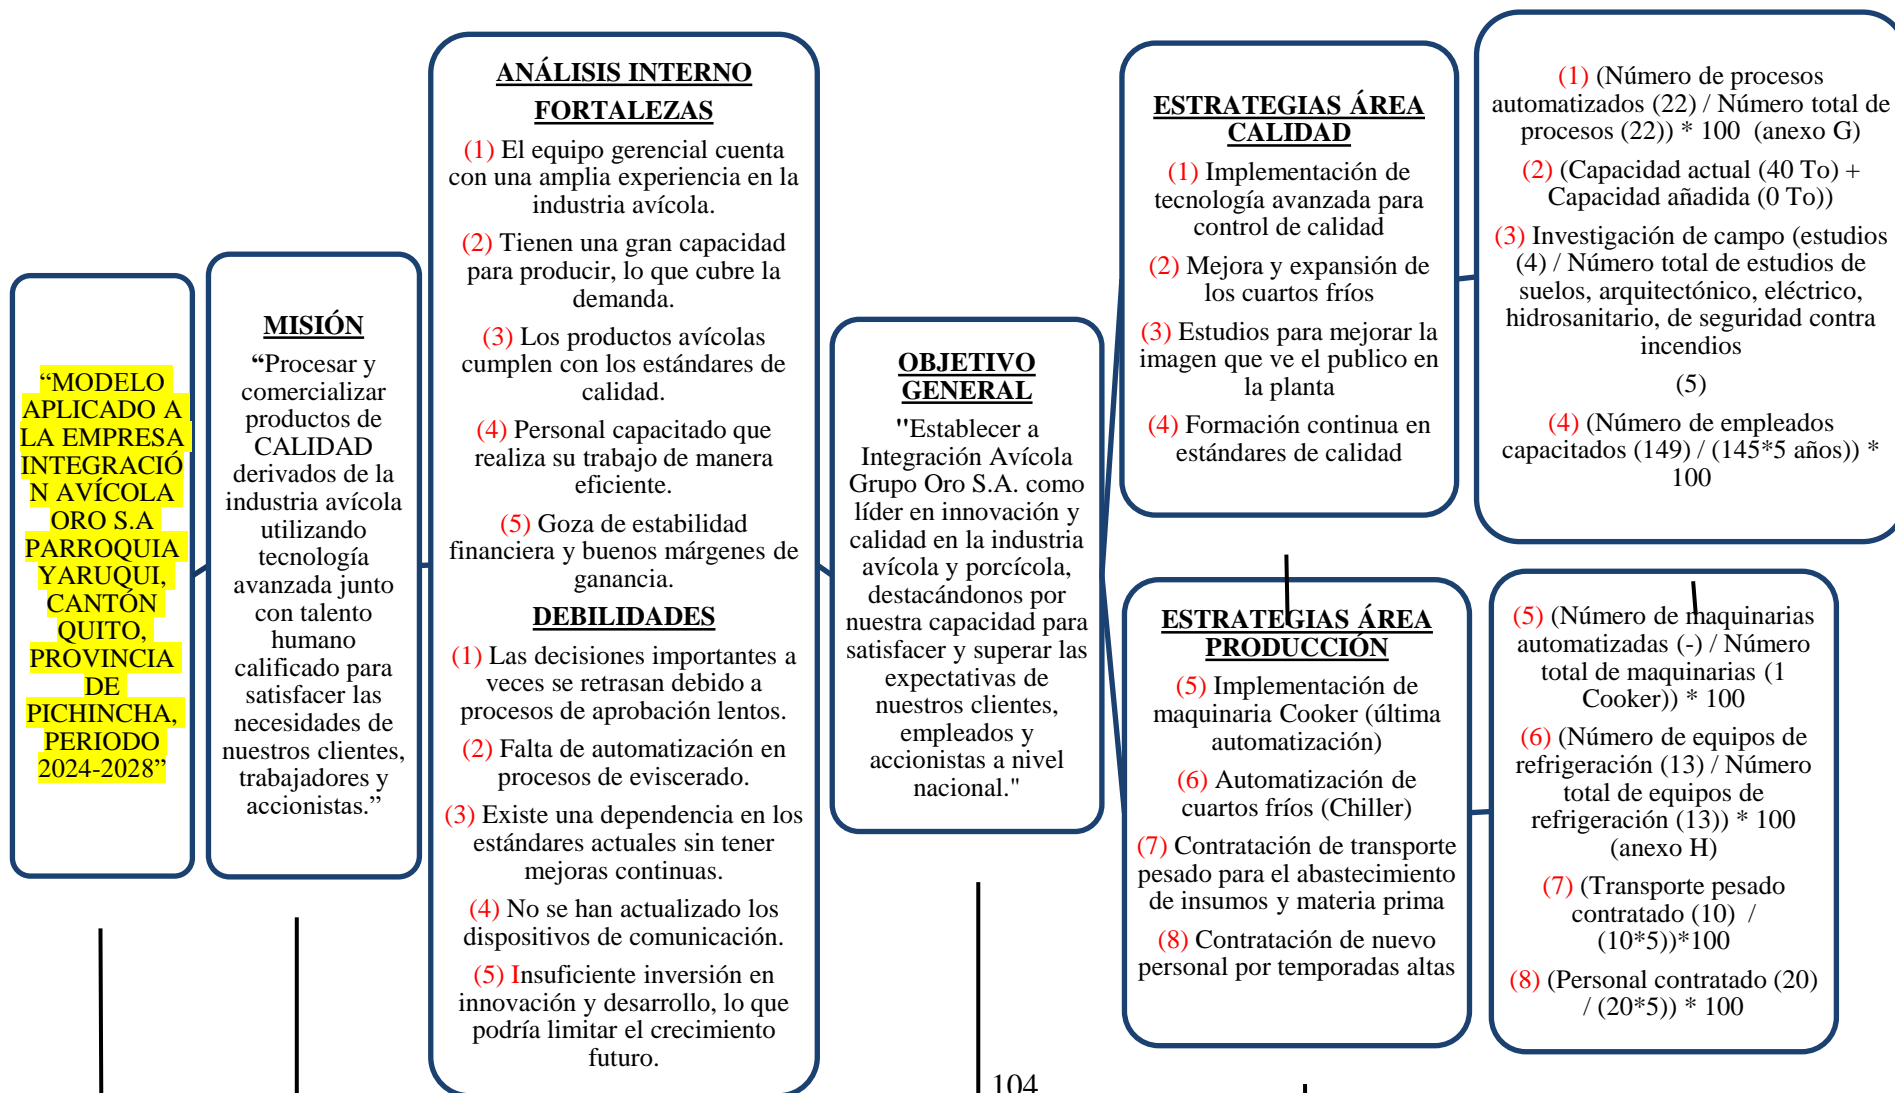 “MODELO
APLICADO A
LA EMPRESA
INTEGRACIÓ
N AVÍCOLA
ORO S.A
PARROQUIA
YARUQUI,
CANTÓN
QUITO,
PROVINCIA
DE
PICHINCHA,
PERIODO
2024-2028”
MISIÓN
“Procesar y
comercializar
productos de
CALIDAD
derivados de la
industria avícola
utilizando
tecnología
avanzada junto
con talento
humano
calificado para
satisfacer las
necesidades de
nuestros clientes,
trabajadores y
accionistas.”
ANÁLISIS INTERNO
FORTALEZAS
(1) El equipo gerencial cuenta
con una amplia experiencia en la
industria avícola.
(2) Tienen una gran capacidad
para producir, lo que cubre la
demanda.
(3) Los productos avícolas
cumplen con los estándares de
calidad.
(4) Personal capacitado que
realiza su trabajo de manera
eficiente.
(5) Goza de estabilidad
financiera y buenos márgenes de
ganancia.
DEBILIDADES
(1) Las decisiones importantes a
veces se retrasan debido a
procesos de aprobación lentos.
(2) Falta de automatización en
procesos de eviscerado.
(3) Existe una dependencia en los
estándares actuales sin tener
mejoras continuas.
(4) No se han actualizado los
dispositivos de comunicación.
(5) Insuficiente inversión en
innovación y desarrollo, lo que
podría limitar el crecimiento
futuro.
OBJETIVO
GENERAL
"Establecer a
Integración Avícola
Grupo Oro S.A. como
líder en innovación y
calidad en la industria
avícola y porcícola,
destacándonos por
nuestra capacidad para
satisfacer y superar las
expectativas de
nuestros clientes,
empleados y
accionistas a nivel
nacional."
ESTRATEGIAS ÁREA
CALIDAD
(1) Implementación de
tecnología avanzada para
control de calidad
(2) Mejora y expansión de
los cuartos fríos
(3) Estudios para mejorar la
imagen que ve el publico en
la planta
(4) Formación continua en
estándares de calidad
(1) (Número de procesos
automatizados (22) / Número total de
procesos (22)) * 100 (anexo G)
(2) (Capacidad actual (40 To) +
Capacidad añadida (0 To))
(3) Investigación de campo (estudios
(4) / Número total de estudios de
suelos, arquitectónico, eléctrico,
hidrosanitario, de seguridad contra
incendios
(5)
(4) (Número de empleados
capacitados (149) / (145*5 años)) *
100
ESTRATEGIAS ÁREA
PRODUCCIÓN
(5) Implementación de
maquinaria Cooker (última
automatización)
(6) Automatización de
cuartos fríos (Chiller)
(7) Contratación de transporte
pesado para el abastecimiento
de insumos y materia prima
(8) Contratación de nuevo
personal por temporadas altas
(5) (Número de maquinarias
automatizadas (-) / Número
total de maquinarias (1
Cooker)) * 100
(6) (Número de equipos de
refrigeración (13) / Número
total de equipos de
refrigeración (13)) * 100
(anexo H)
(7) (Transporte pesado
contratado (10) /
(10*5))*100
(8) (Personal contratado (20)
/ (20*5)) * 100
104